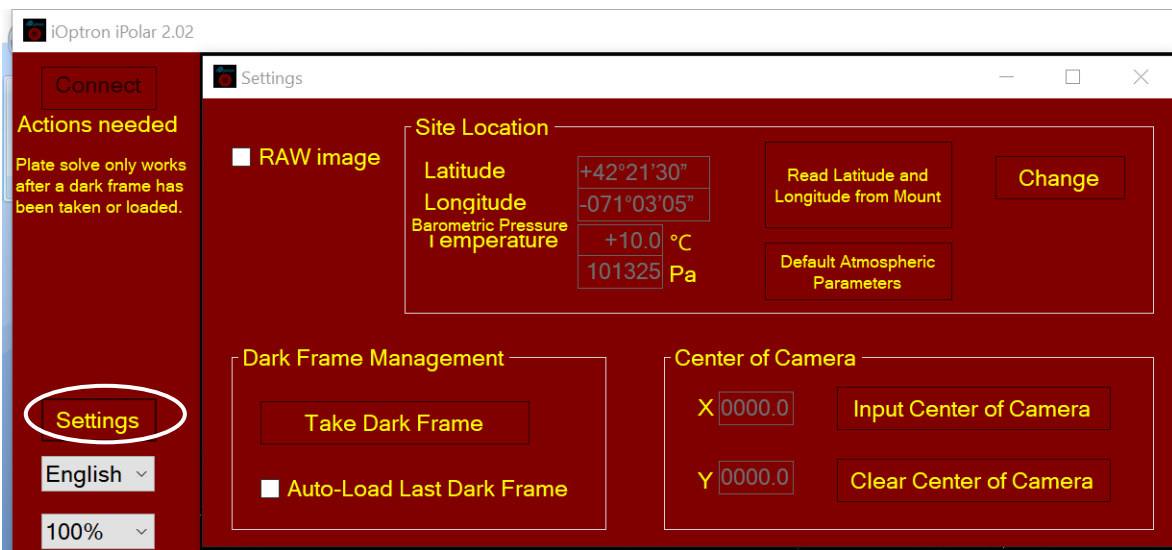 iOptron iPolar 2.02
Connect
Actions needed
Plate solve only works
after a dark frame has
been taken or loaded.
Settings
English
100%
Settings
RAW image
Site Location
Latitude
+42°21’30”
Longitude
-071°03’05”
Barometric Pressure
Temperature
+10.0 °C
101325 Pa
Read Latitude and
Longitude from Mount
Change
Default Atmospheric
Parameters
Dark Frame Management
Take Dark Frame
Auto-Load Last Dark Frame
Center of Camera
X 0000.0
Input Center of Camera
Y 0000.0
Clear Center of Camera